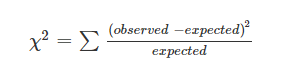 χ² = ∑ (observed −expected)² / expected